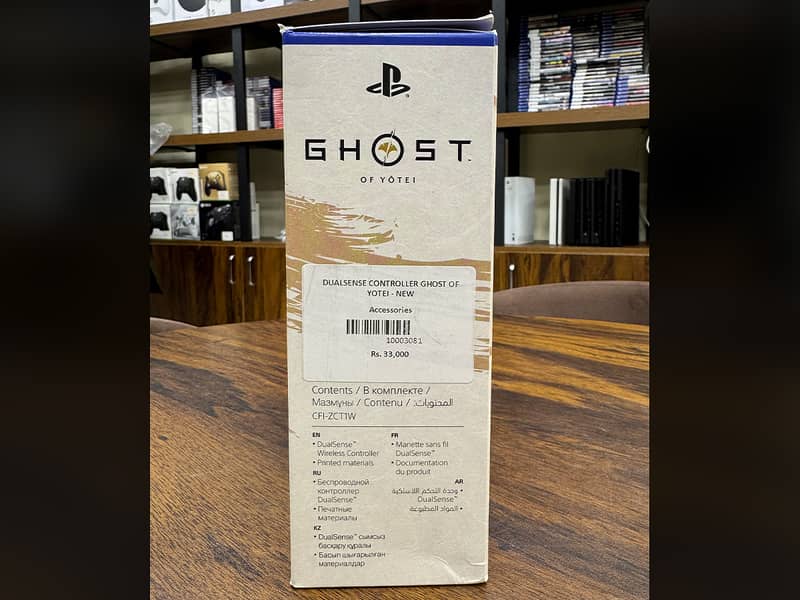 GHOST
OF YŌTEI
DUALSENSE CONTROLLER GHOST OF
YOTEI - NEW
Accessories
10003081
Rs. 33,000
Contents / В комплекте /
Мазмұны / Contenu / المحتويات:
CFI-ZCT1W
EN
• DualSense™
Wireless Controller
• Printed materials
RU
• Беспроводной
контроллер
DualSense™
• Печатные
материалы
KZ
• DualSense™ сымсыз
басқару құралы
• Басып шығарылған
материалдар
FR
• Manette sans fil
DualSense™
• Documentation
du produit
AR
• وحدة التحكم اللاسلكية
DualSense™
• المواد المطبوعة